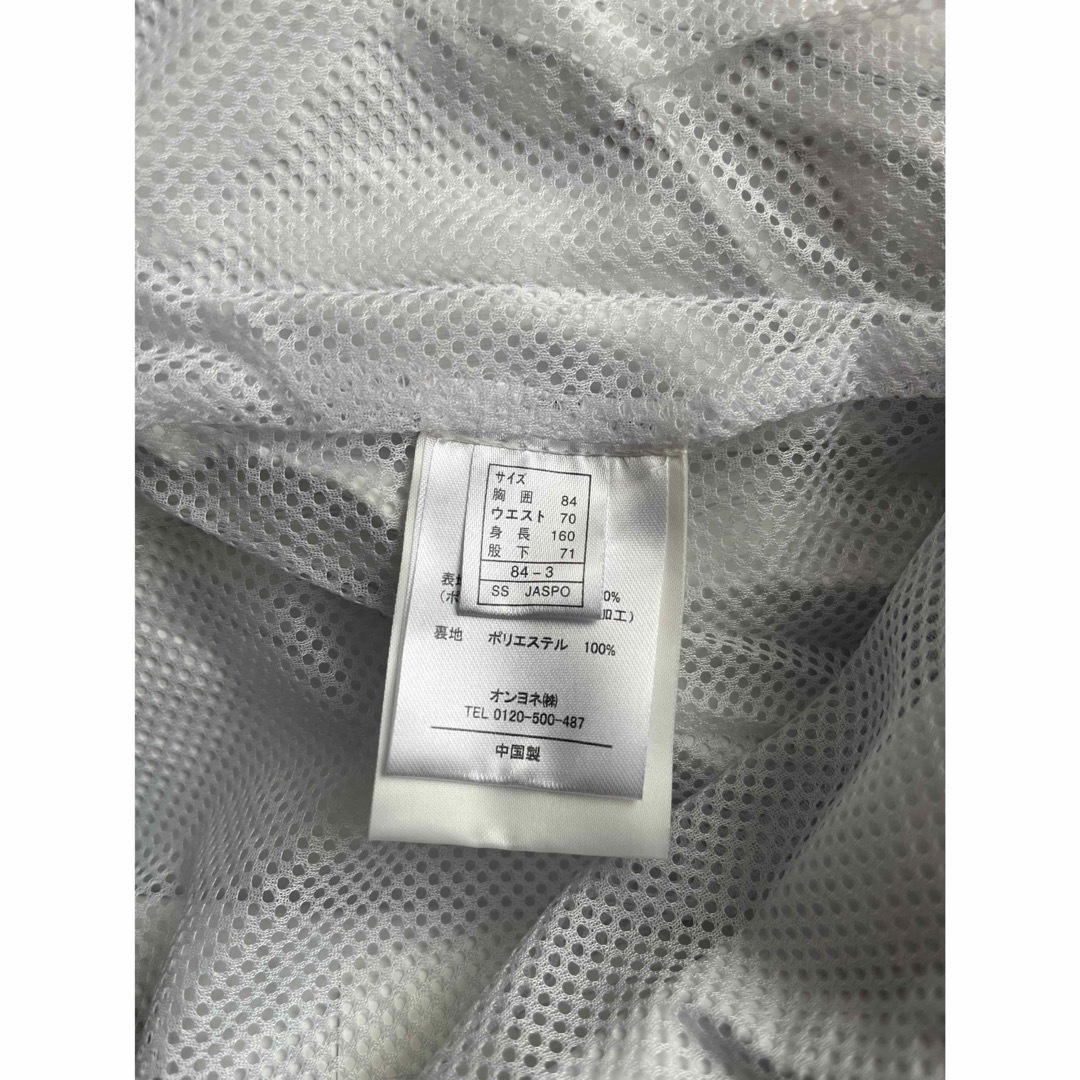 サイズ
胸囲 84
ウエスト 70
身長 160
股下 71
84-3
SS JASPO
表地 0%
(ポ 加工)
裏地 ポリエステル 100%
オンヨネ㈱
TEL 0120-500-487
中国製